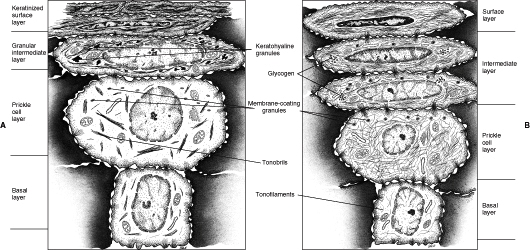 Keratinized
surface
layer
Granular
intermediate
layer
Prickle
cell
layer
A
Basal
layer
Keratohyaline
granules
Glycogen
Membrane-coating
granules
Tonobrils
Tonofilaments
Surface
layer
Intermediate
layer
B
Prickle
cell
layer
Basal
layer